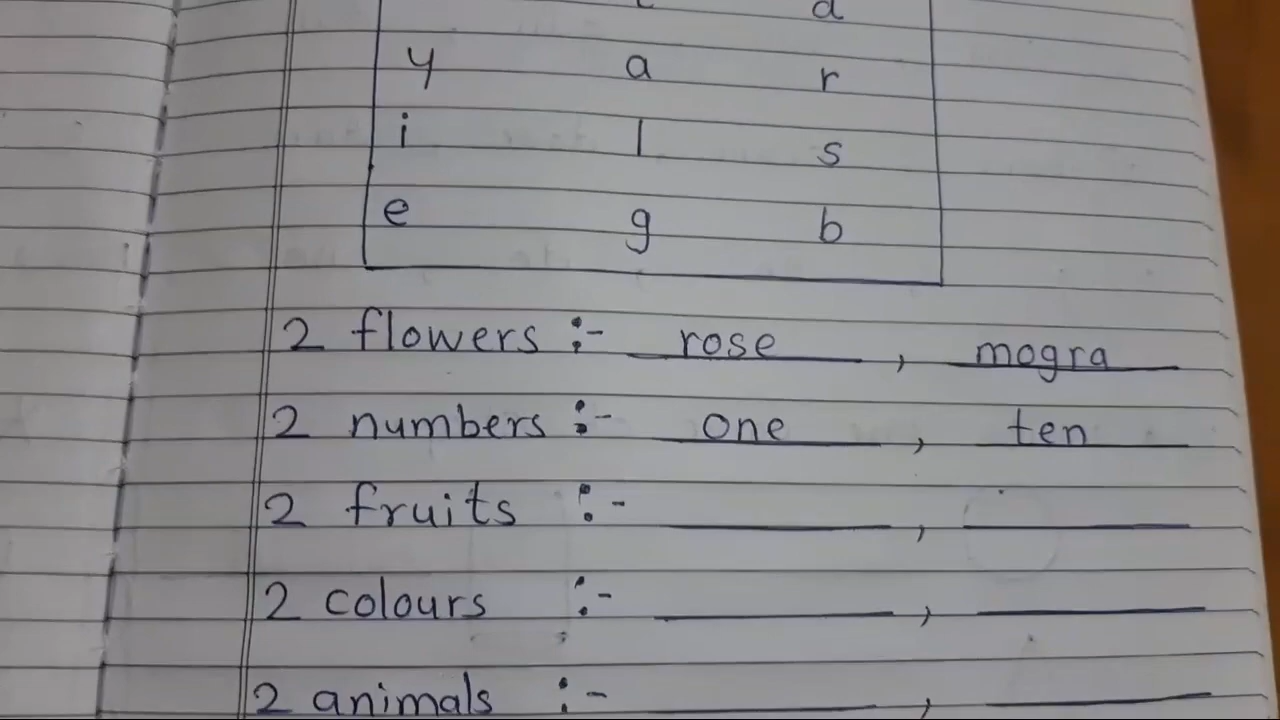 d
y a r
i l s
e g b
2 flowers :- rose , mogra
2 numbers :- one , ten
2 fruits :- ,
2 colours :- ,
2 animals :- ,